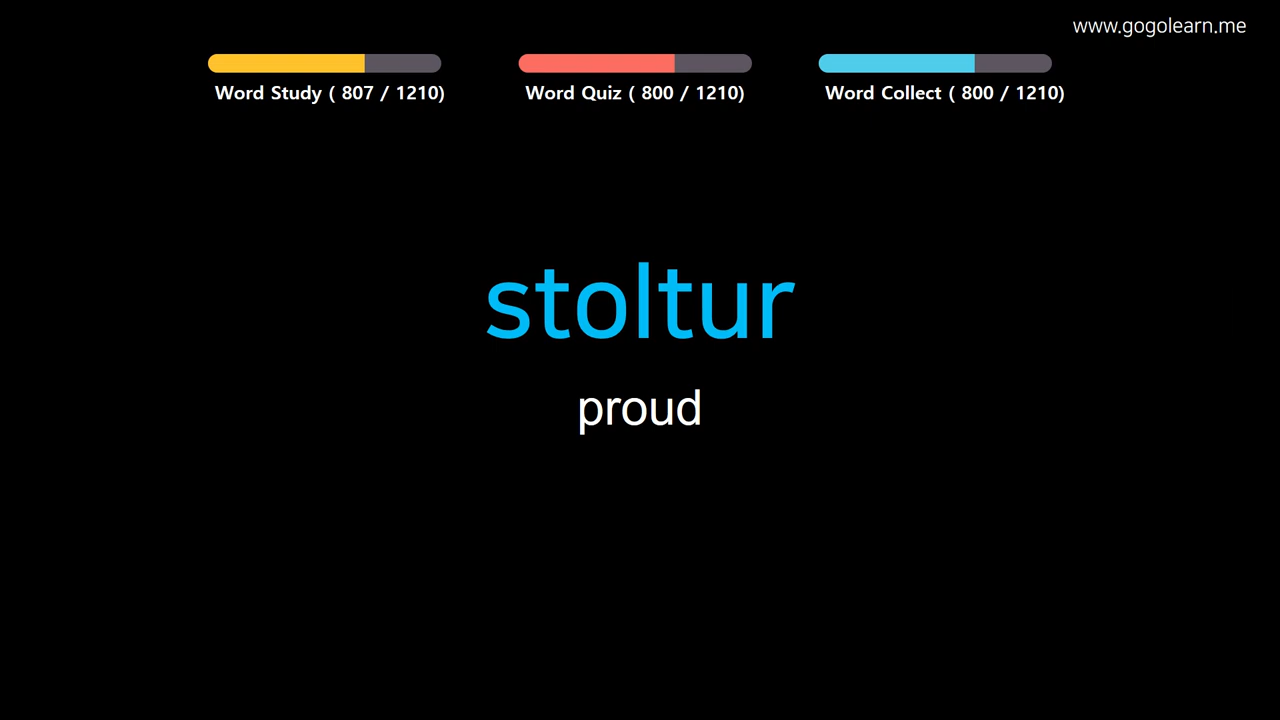 www.gogolearn.me
Word Study ( 807 / 1210)
Word Quiz ( 800 / 1210)
Word Collect ( 800 / 1210)
stoltur
proud